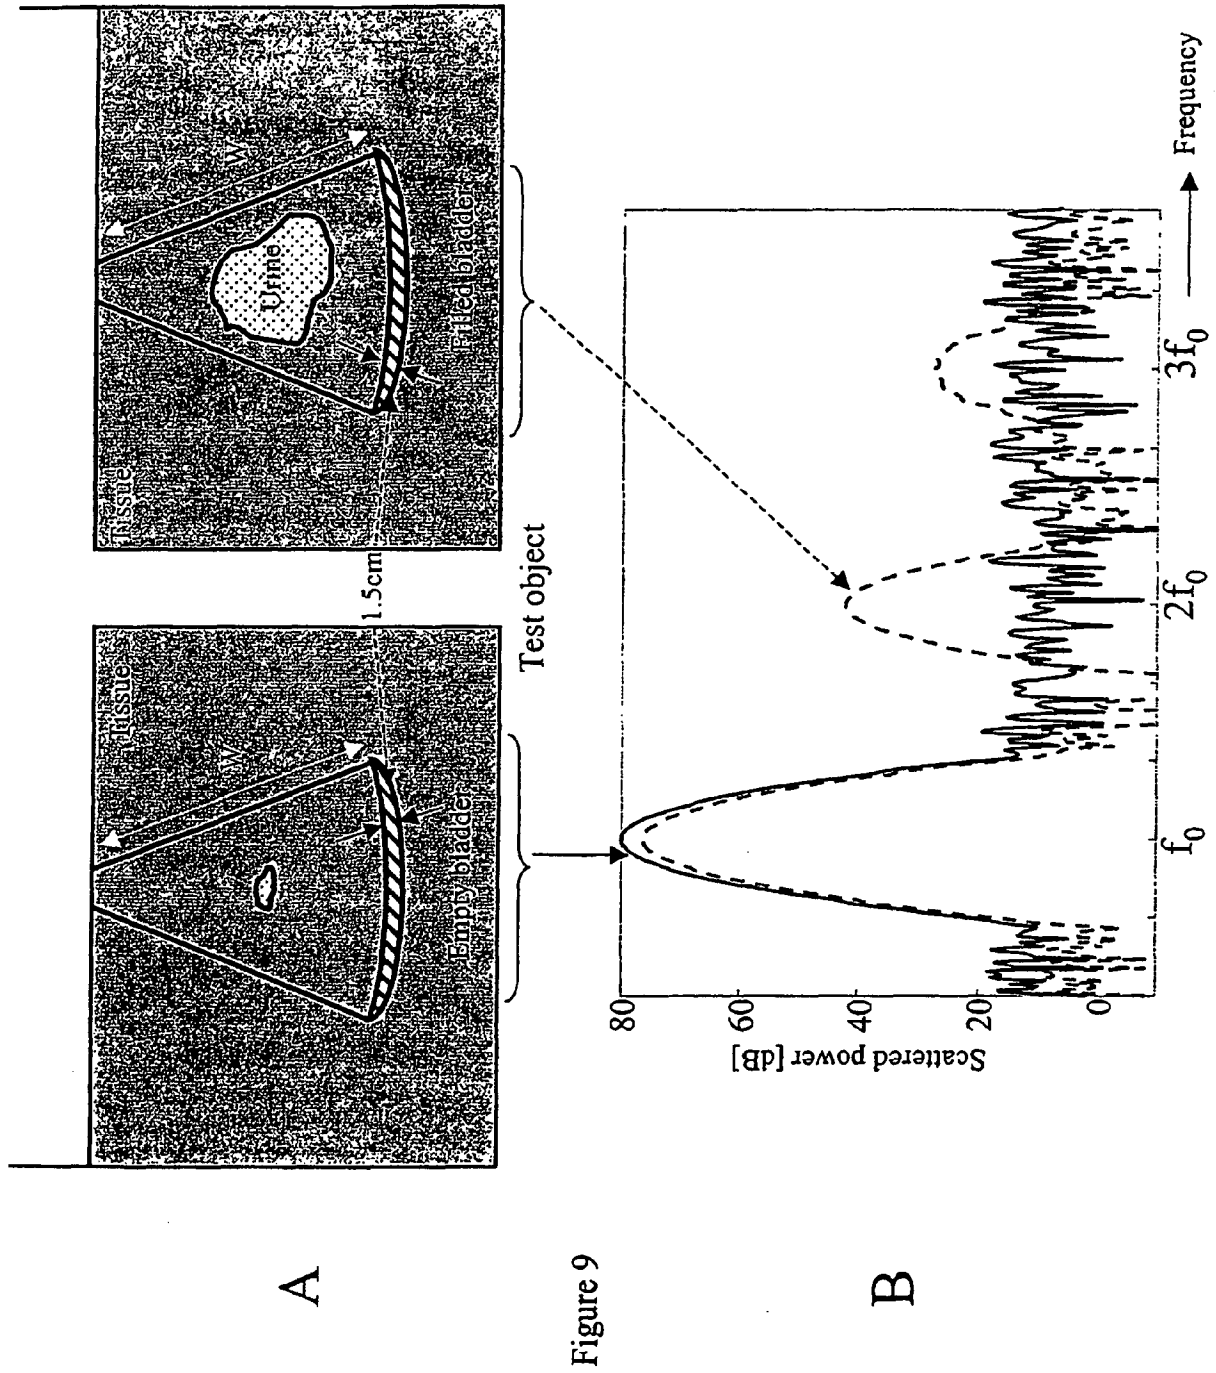 A
Tissue
W
Empty bladder
1.5cm
Tissue
W
Urine
Filled bladder
Test object
Figure 9
B
Scattered power [dB]
80
60
40
20
0
f0
2f0
3f0
Frequency